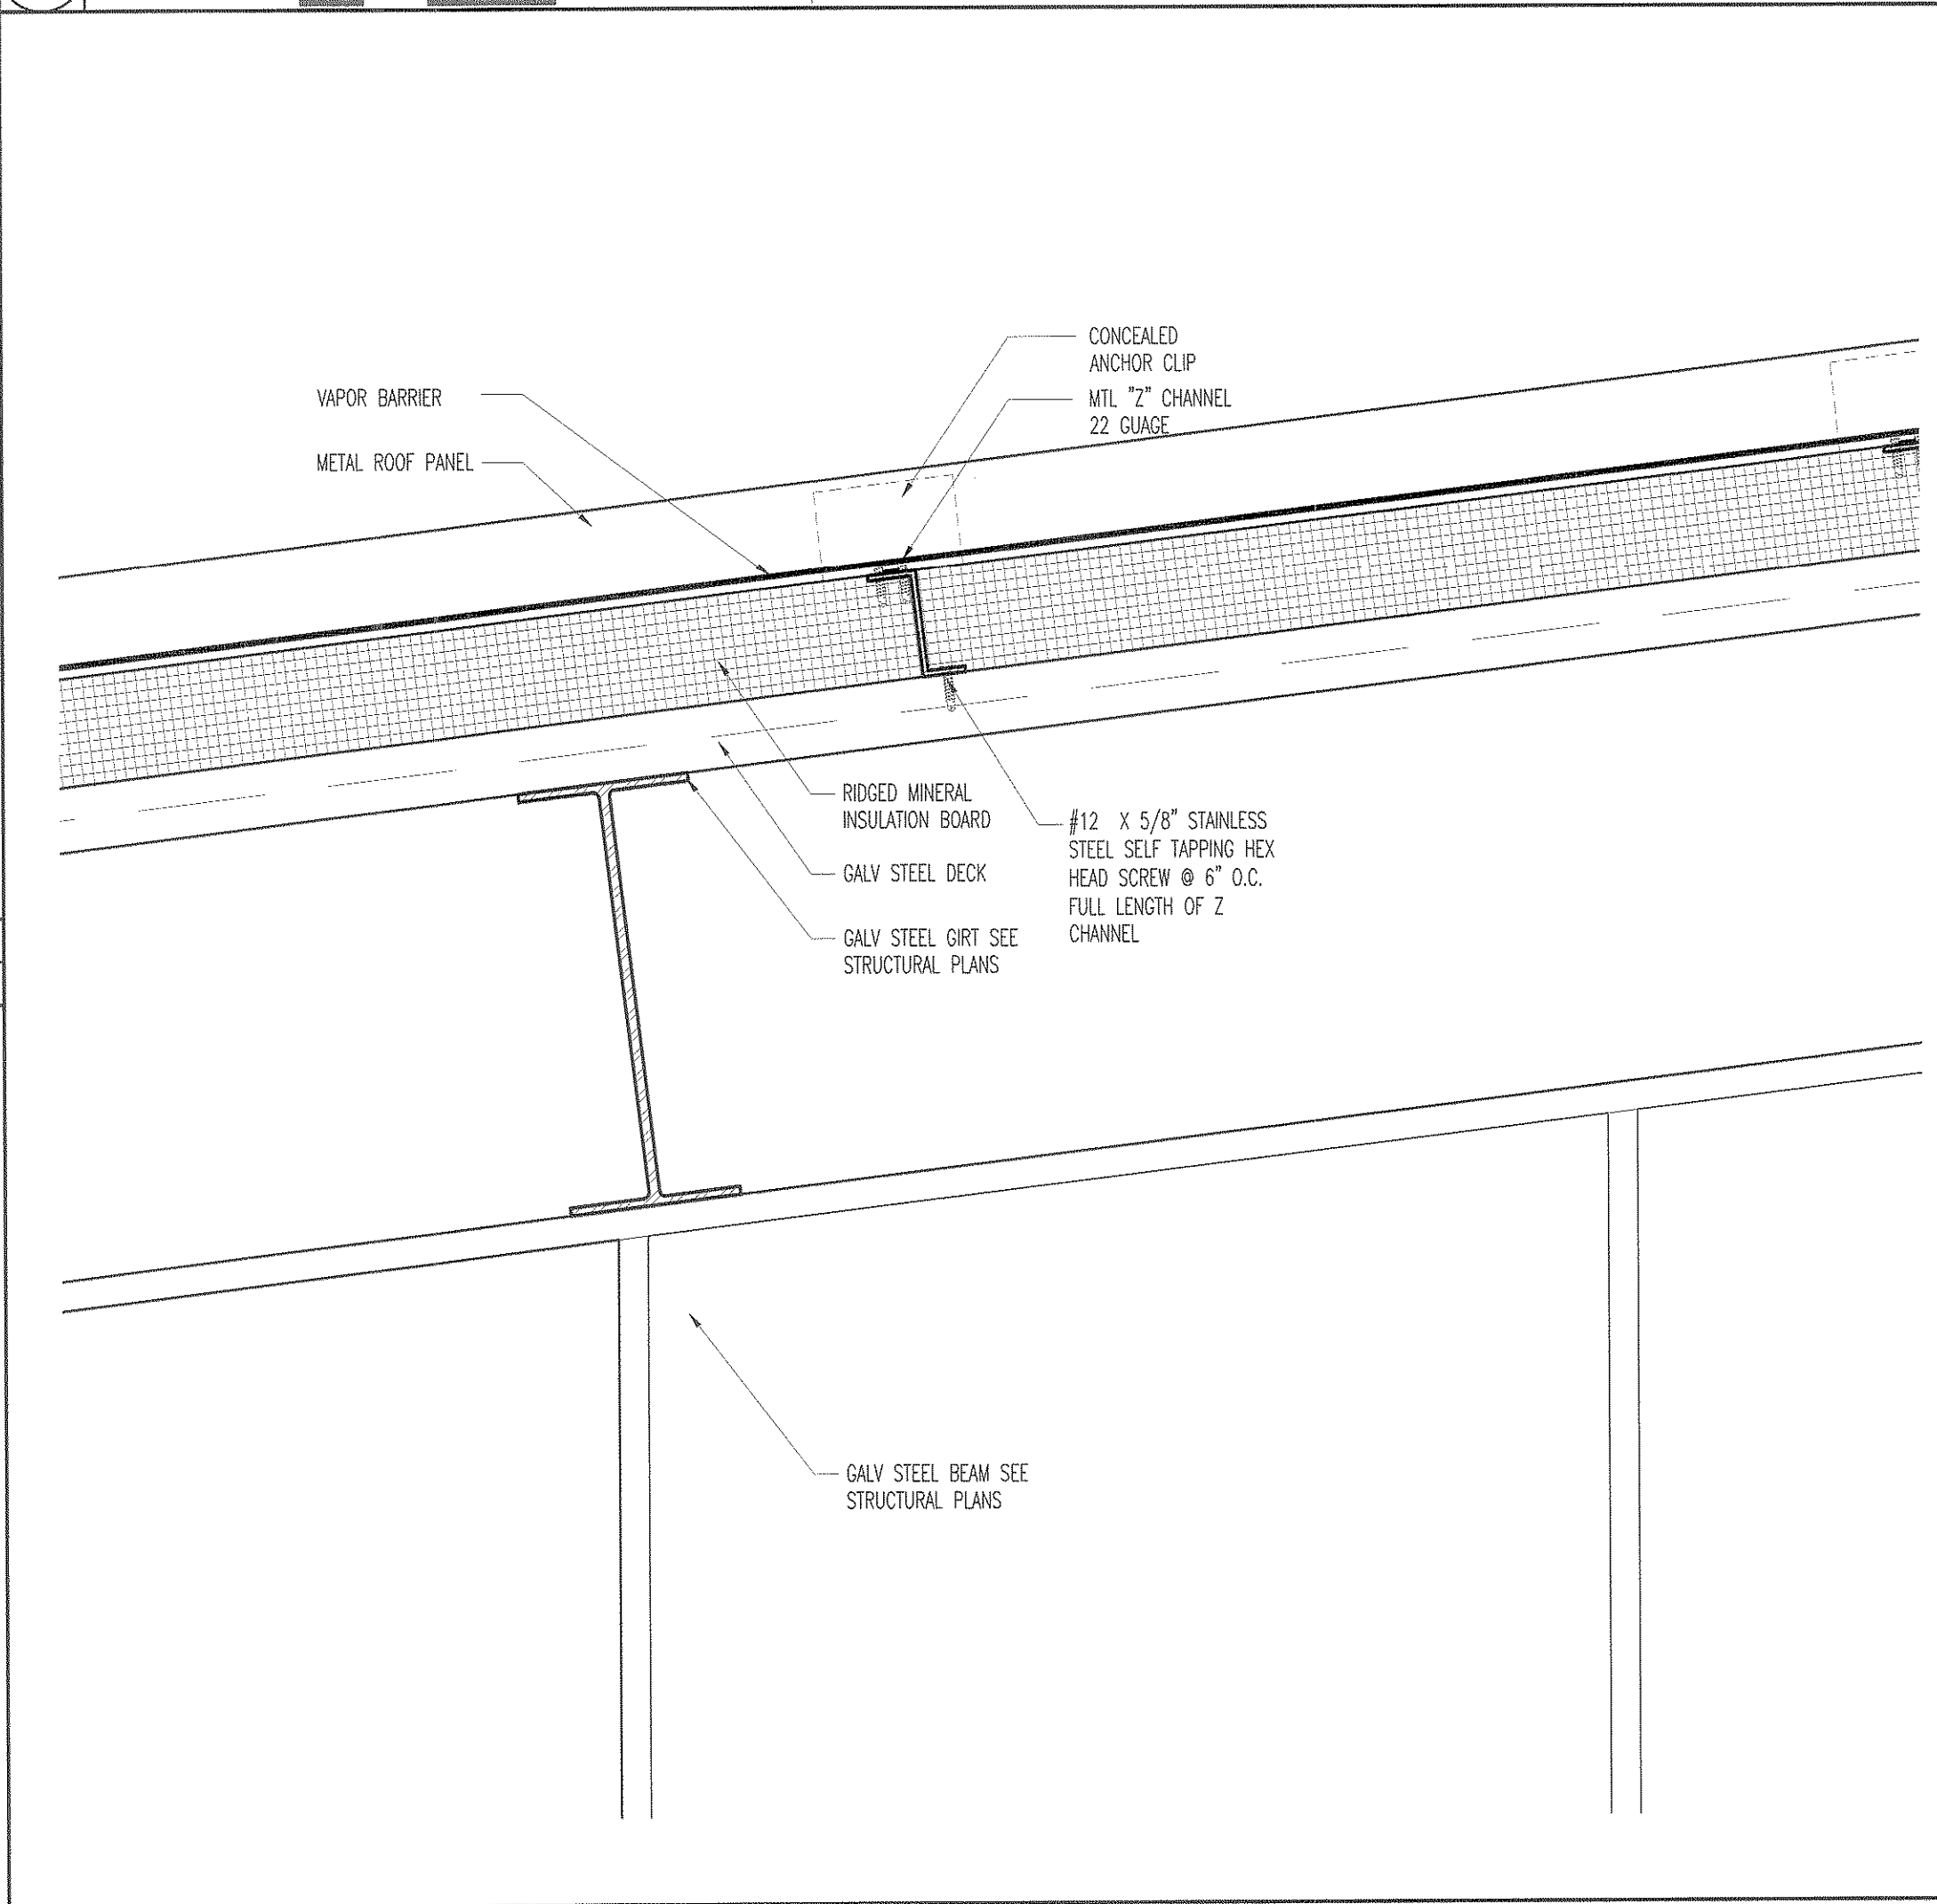 CONCEALED
ANCHOR CLIP
MTL "Z" CHANNEL
22 GUAGE
VAPOR BARRIER
METAL ROOF PANEL
RIDGED MINERAL
INSULATION BOARD
GALV STEEL DECK
GALV STEEL GIRT SEE
STRUCTURAL PLANS
#12 X 5/8" STAINLESS
STEEL SELF TAPPING HEX
HEAD SCREW @ 6" O.C.
FULL LENGTH OF Z
CHANNEL
GALV STEEL BEAM SEE
STRUCTURAL PLANS